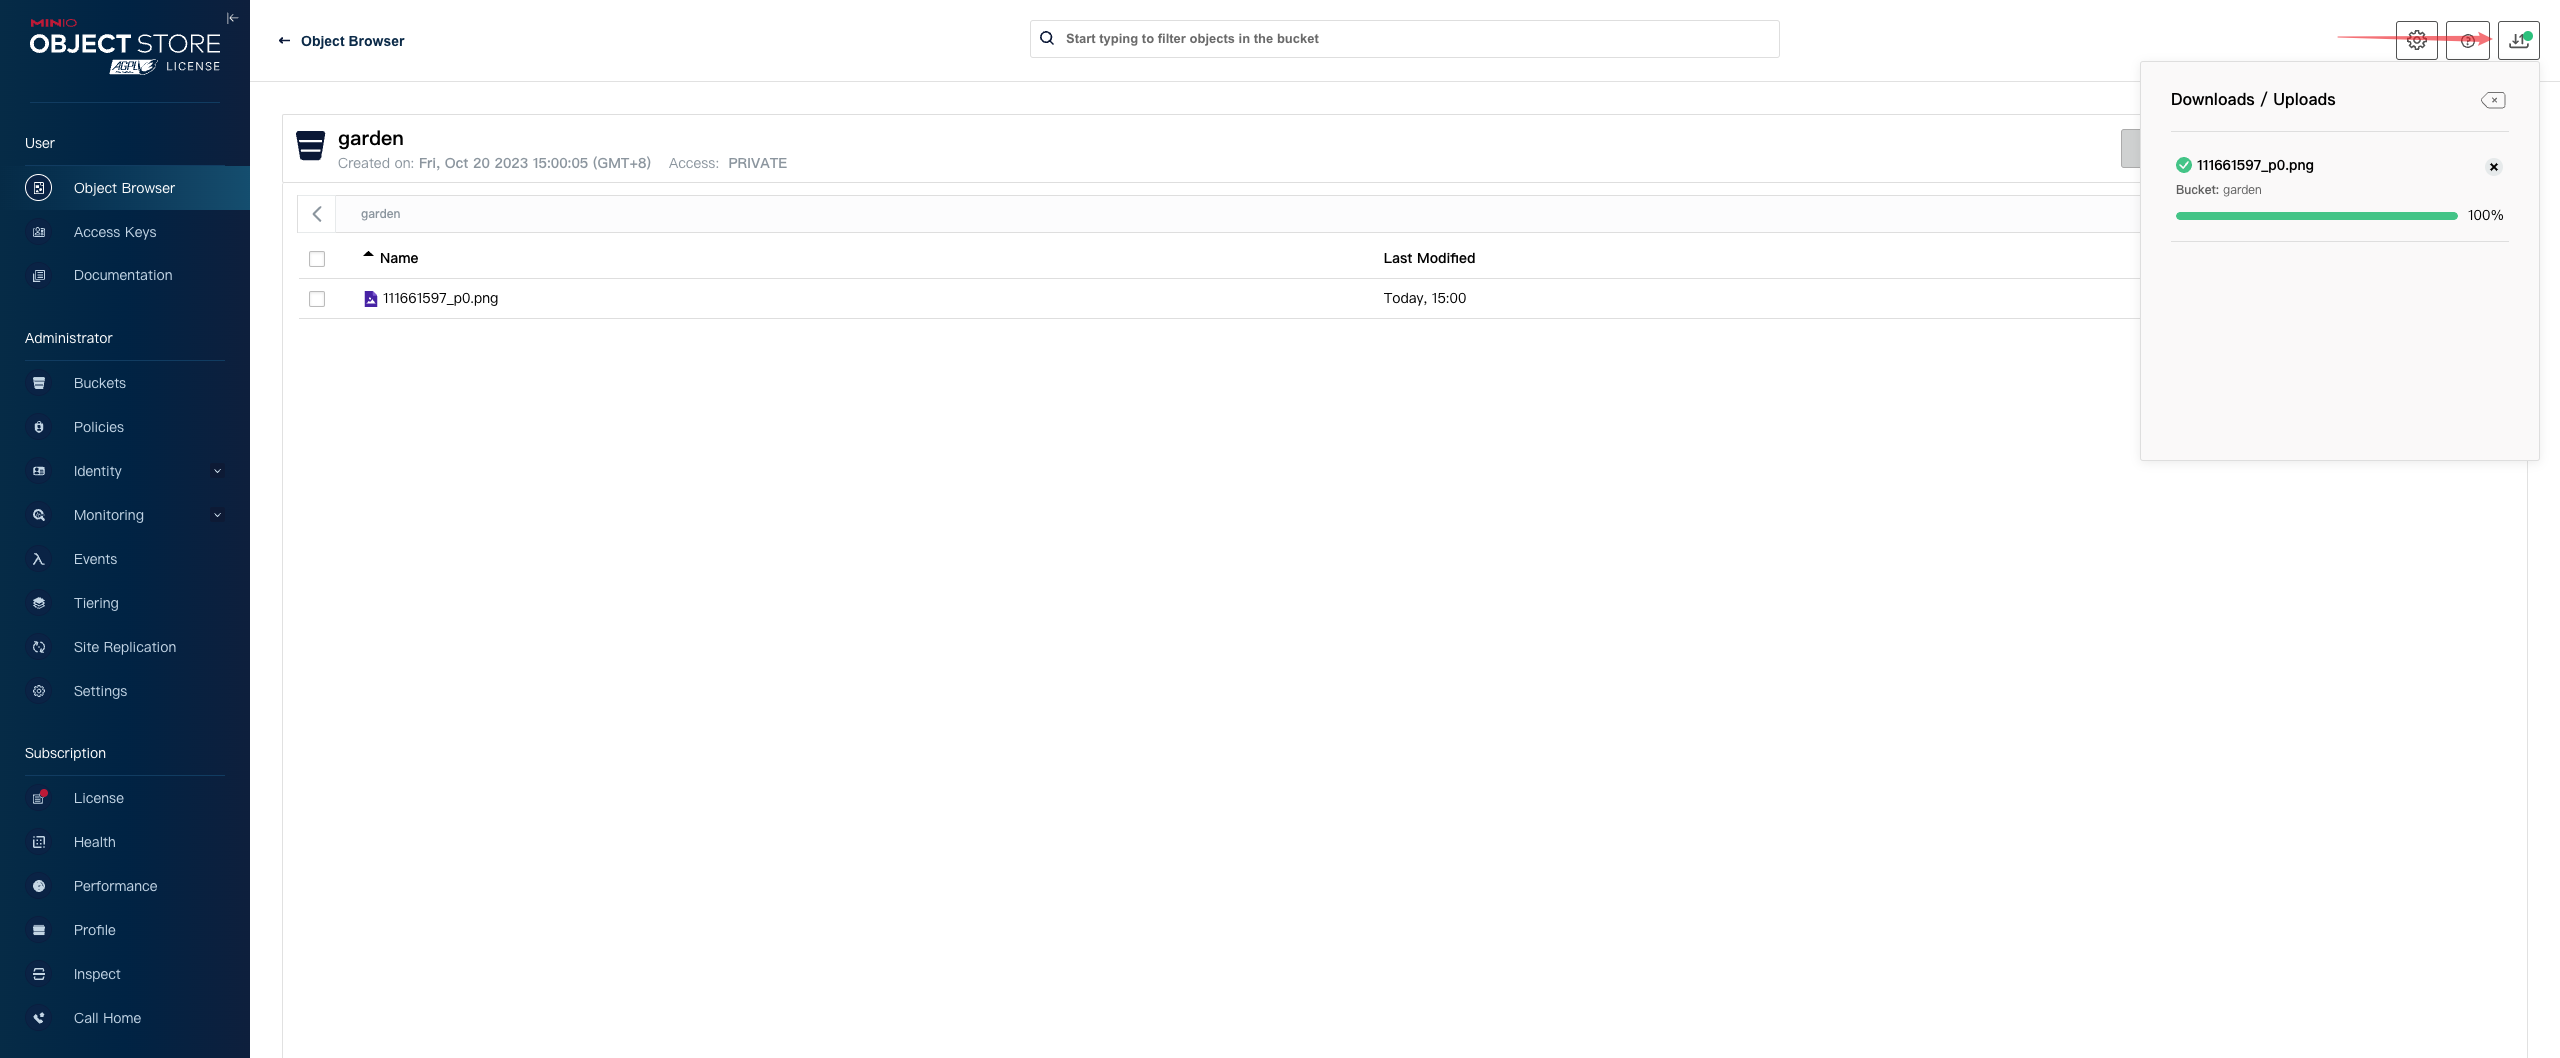 MINIO
OBJECT STORE
AGPL V3 LICENSE
User
Object Browser
Access Keys
Documentation
Administrator
Buckets
Policies
Identity
Monitoring
Events
Tiering
Site Replication
Settings
Subscription
License
Health
Performance
Profile
Inspect
Call Home
Object Browser
Start typing to filter objects in the bucket
garden
Created on: Fri, Oct 20 2023 15:00:05 (GMT+8) Access: PRIVATE
garden
Name Last Modified
111661597_p0.png Today, 15:00
Downloads / Uploads
111661597_p0.png
Bucket: garden
100%